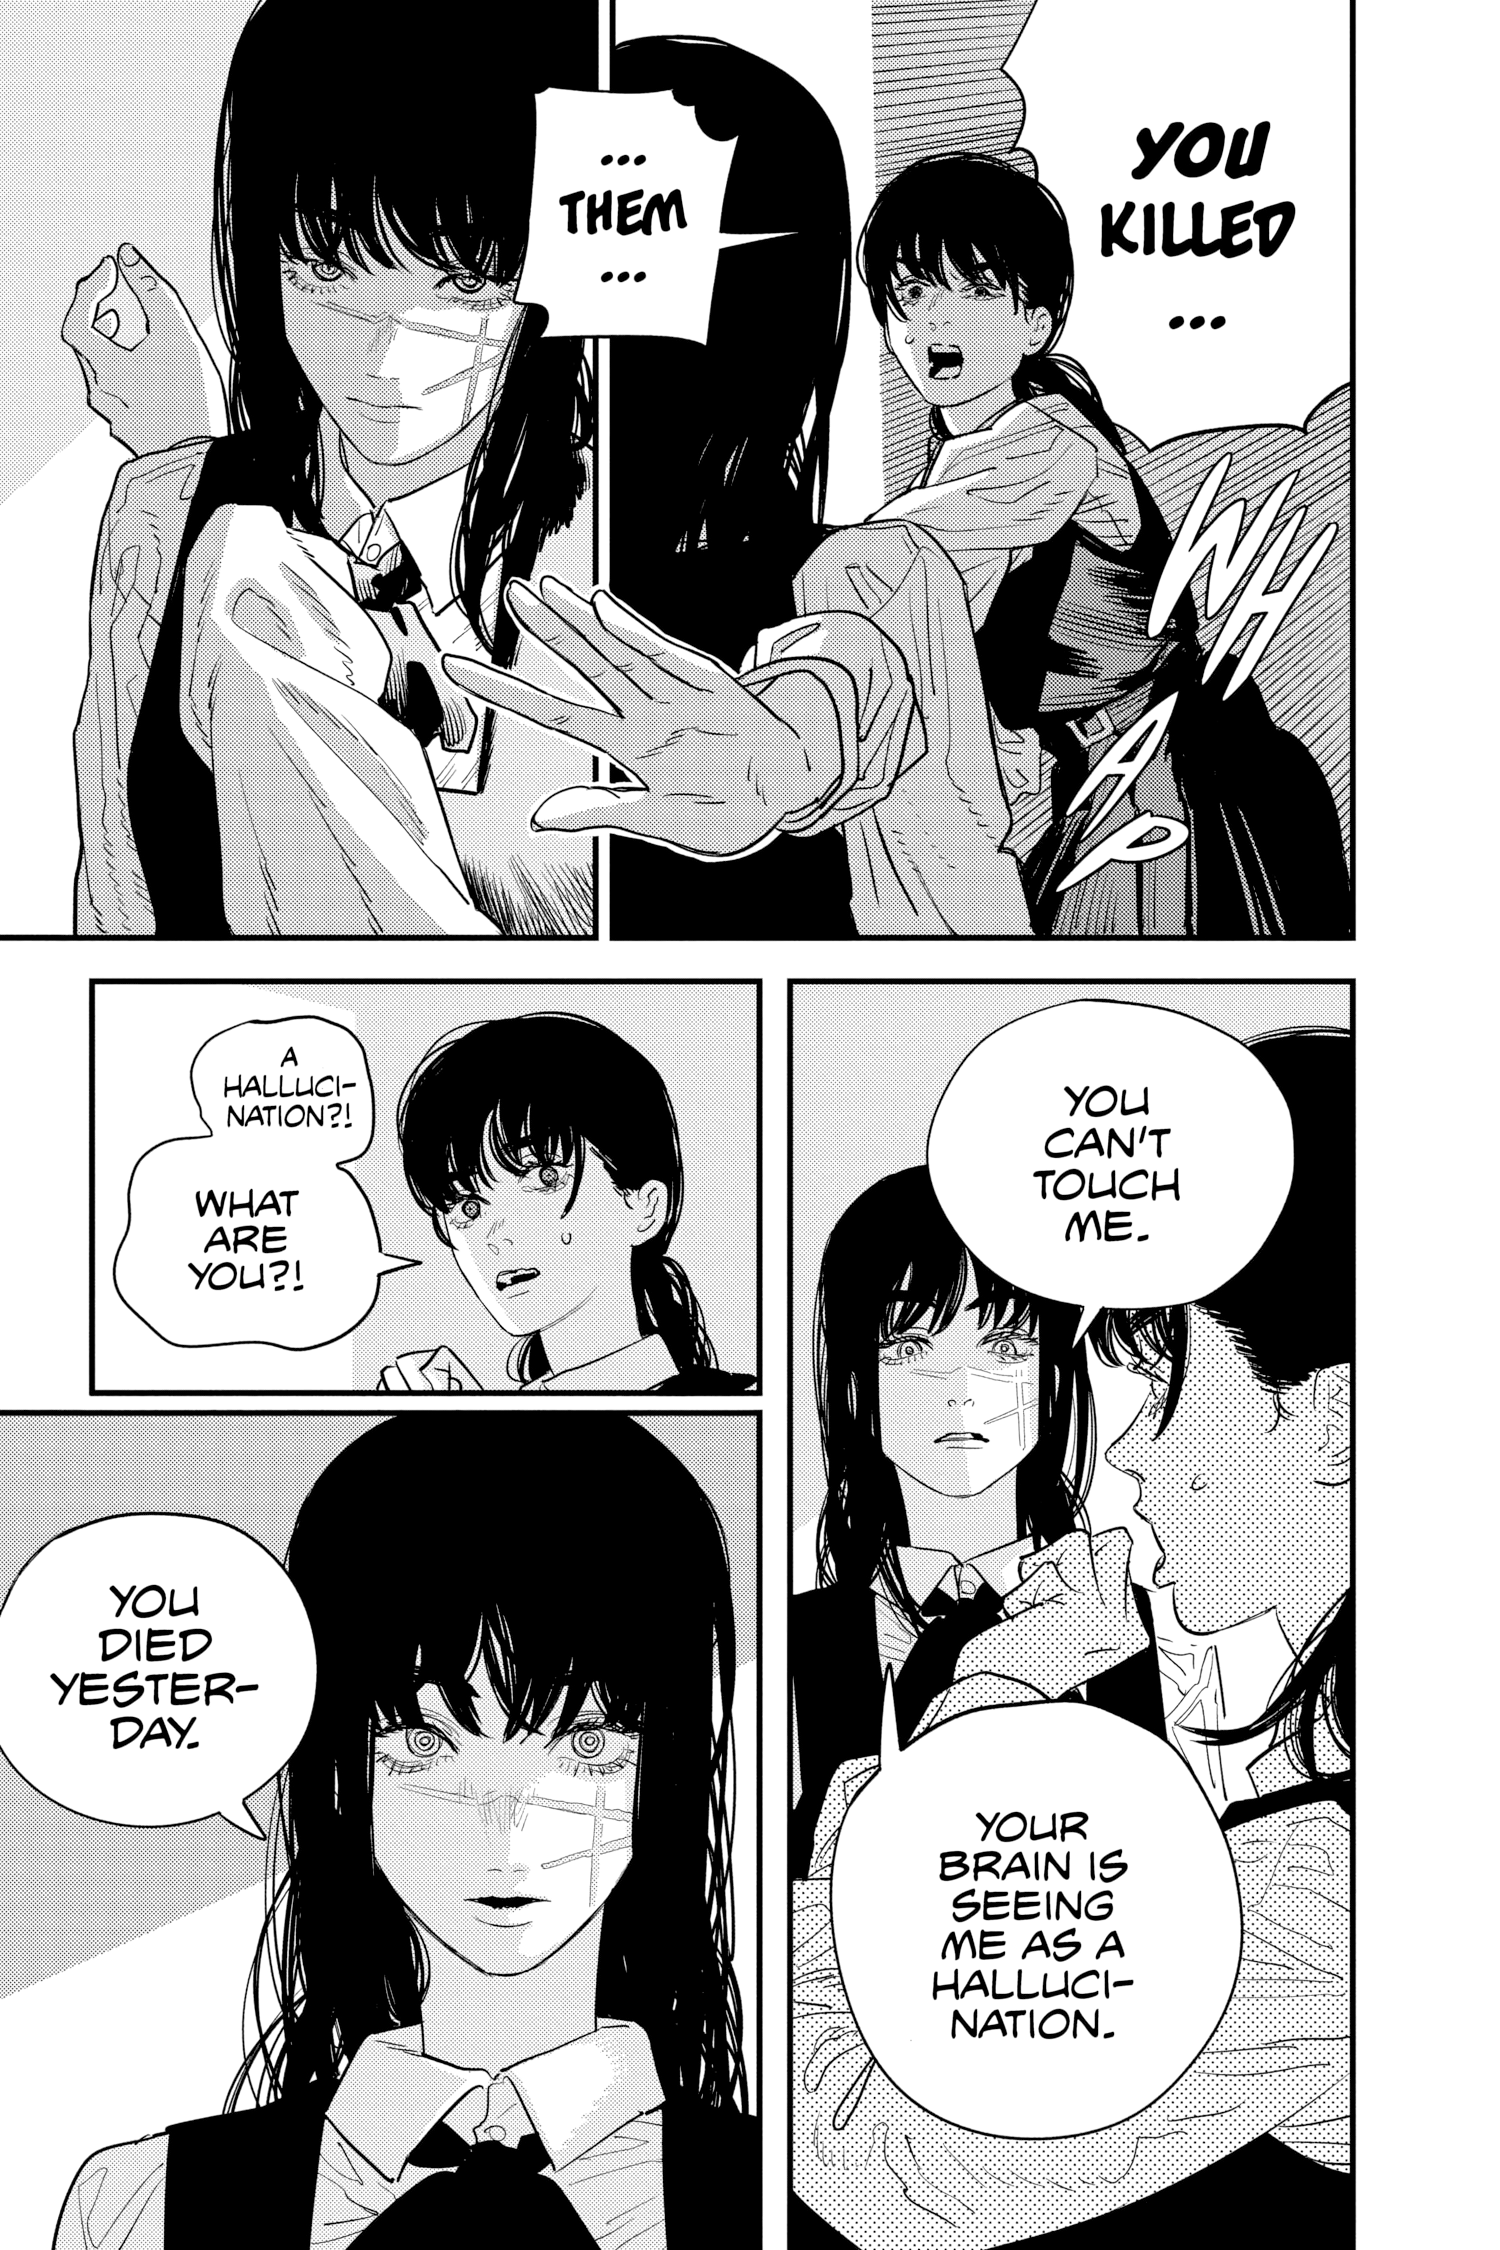 YOU
KILLED
...
...
THEM
...
WHAP
YOU
CAN'T
TOUCH
ME.
YOUR
BRAIN IS
SEEING
ME AS A
HALLUCI-
NATION.
A
HALLUCI-
NATION?!
WHAT
ARE
YOU?!
YOU
DIED
YESTER-
DAY.